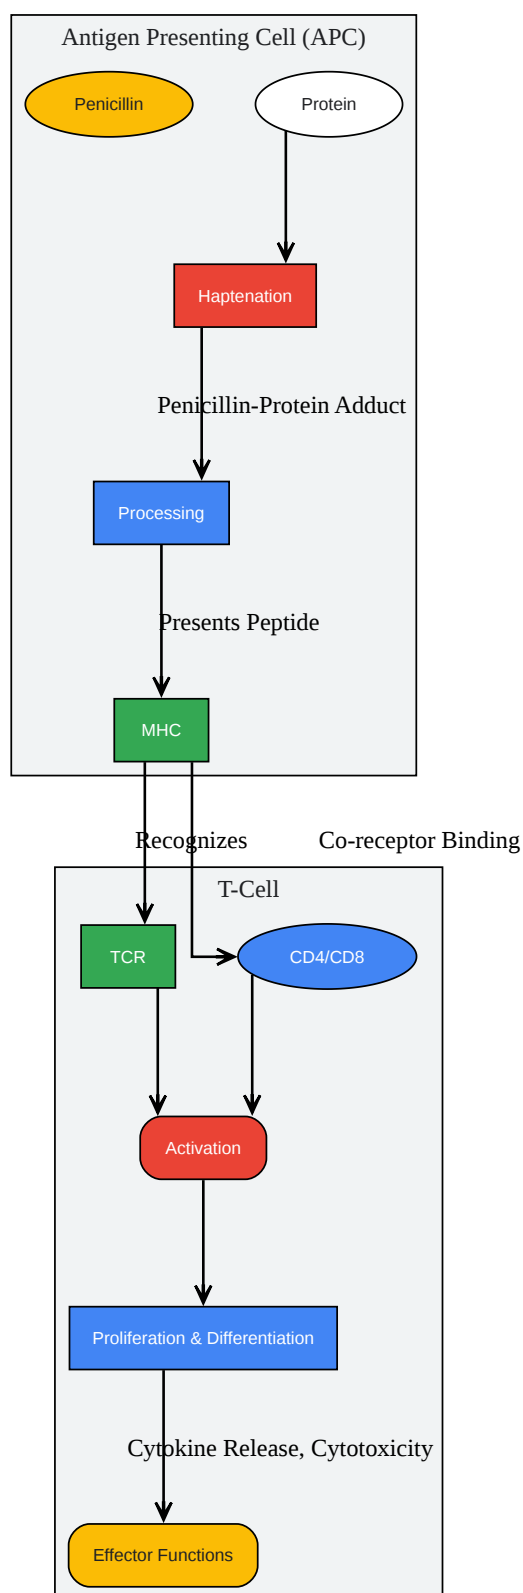 Antigen Presenting Cell (APC)
Penicillin
Protein
Haptenation
Penicillin-Protein Adduct
Processing
Presents Peptide
MHC
Recognizes
Co-receptor Binding
T-Cell
TCR
CD4/CD8
Activation
Proliferation & Differentiation
Cytokine Release, Cytotoxicity
Effector Functions